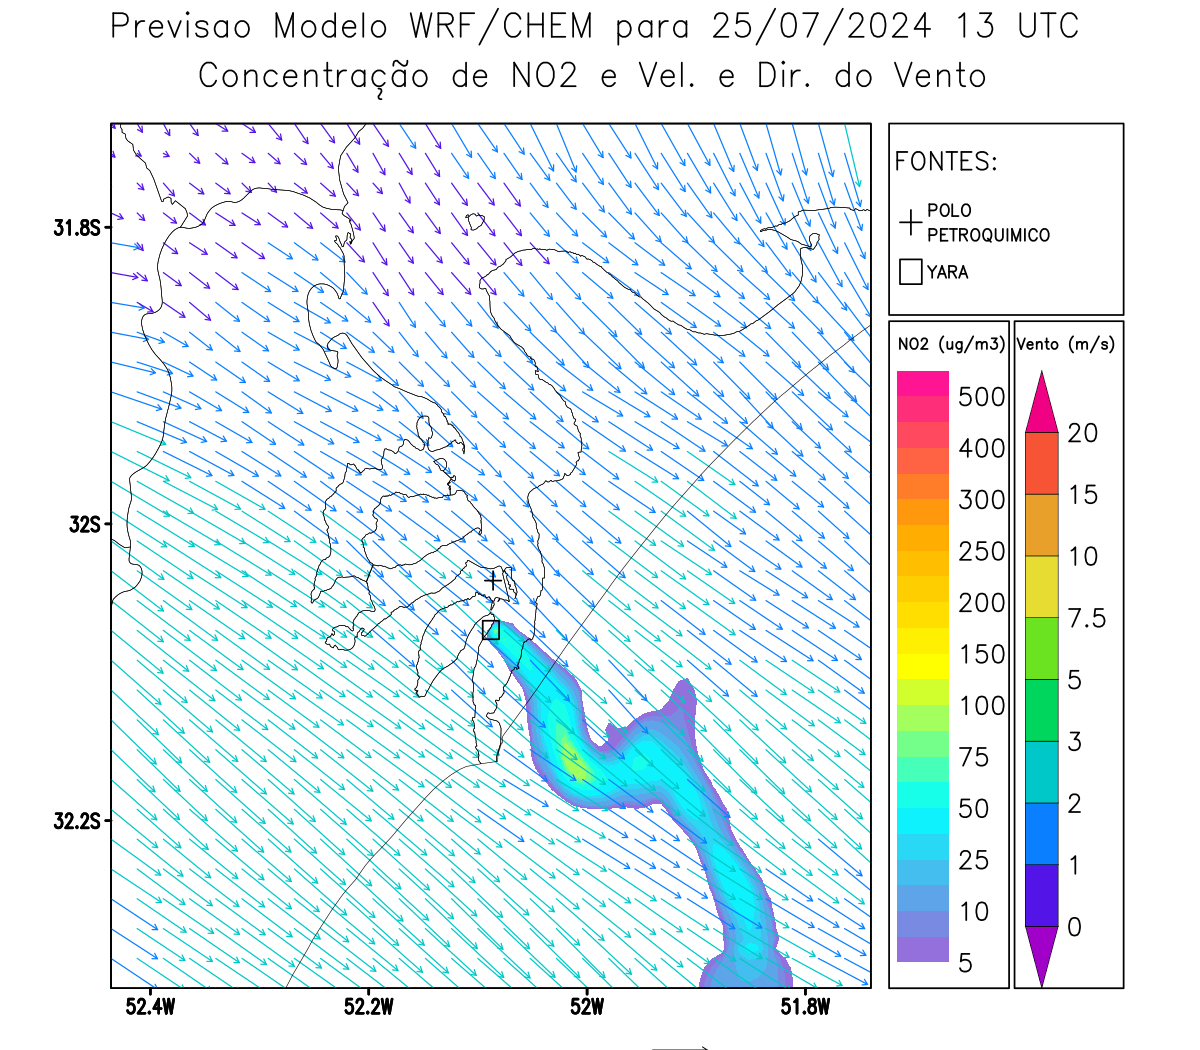 Previsao Modelo WRF/CHEM para 25/07/2024 13 UTC
Concentração de NO2 e Vel. e Dir. do Vento
FONTES:
POLO
PETROQUIMICO
YARA
NO2 (ug/m3)
500
400
300
250
200
150
100
75
50
25
10
5
Vento (m/s)
20
15
10
7.5
5
3
2
1
0
31.8S
32S
32.2S
52.4W 52.2W 52W 51.8W